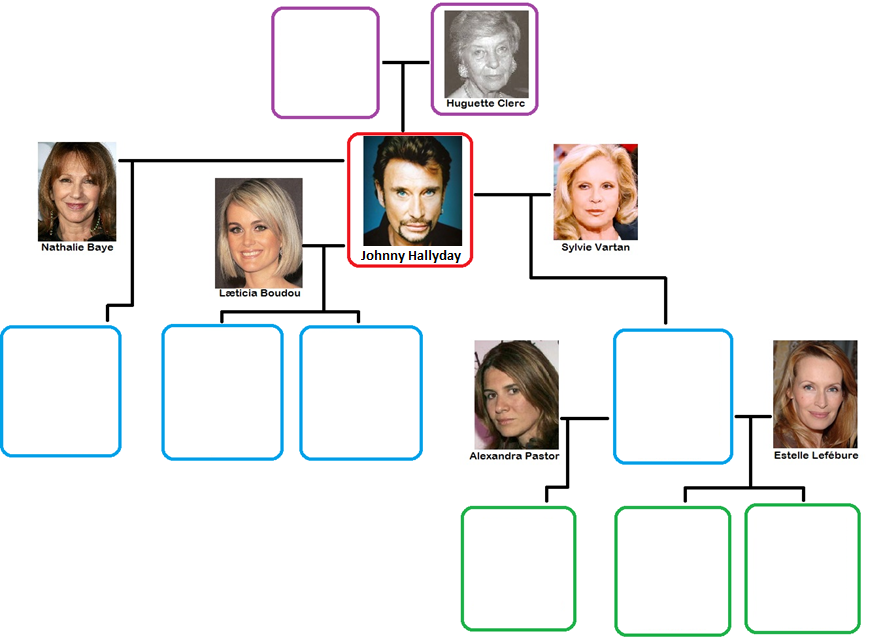 Huguette Clerc
Nathalie Baye
Johnny Hallyday
Sylvie Vartan
Læticia Boudou
Alexandra Pastor
Estelle Lefébure